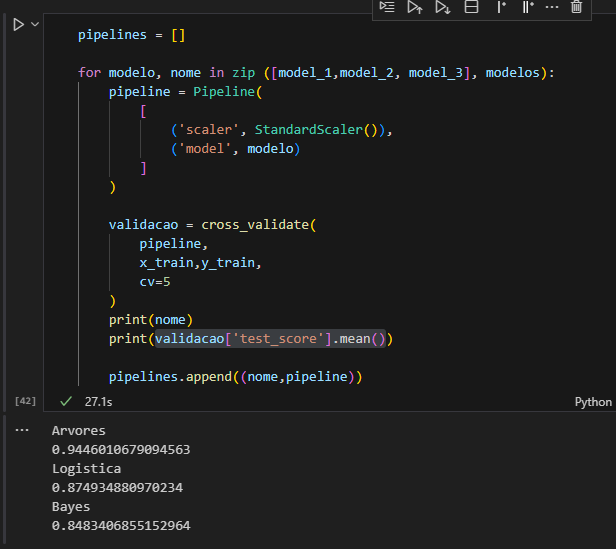 pipelines = []
for modelo, nome in zip ([model_1,model_2, model_3], modelos):
    pipeline = Pipeline(
        [
            ('scaler', StandardScaler()),
            ('model', modelo)
        ]
    )
    validacao = cross_validate(
        pipeline,
        x_train,y_train,
        cv=5
    )
    print(nome)
    print(validacao['test_score'].mean())
    pipelines.append((nome,pipeline))
[42] 27.1s Python
... Arvores
0.9446010679094563
Logistica
0.874934880970234
Bayes
0.8483406855152964